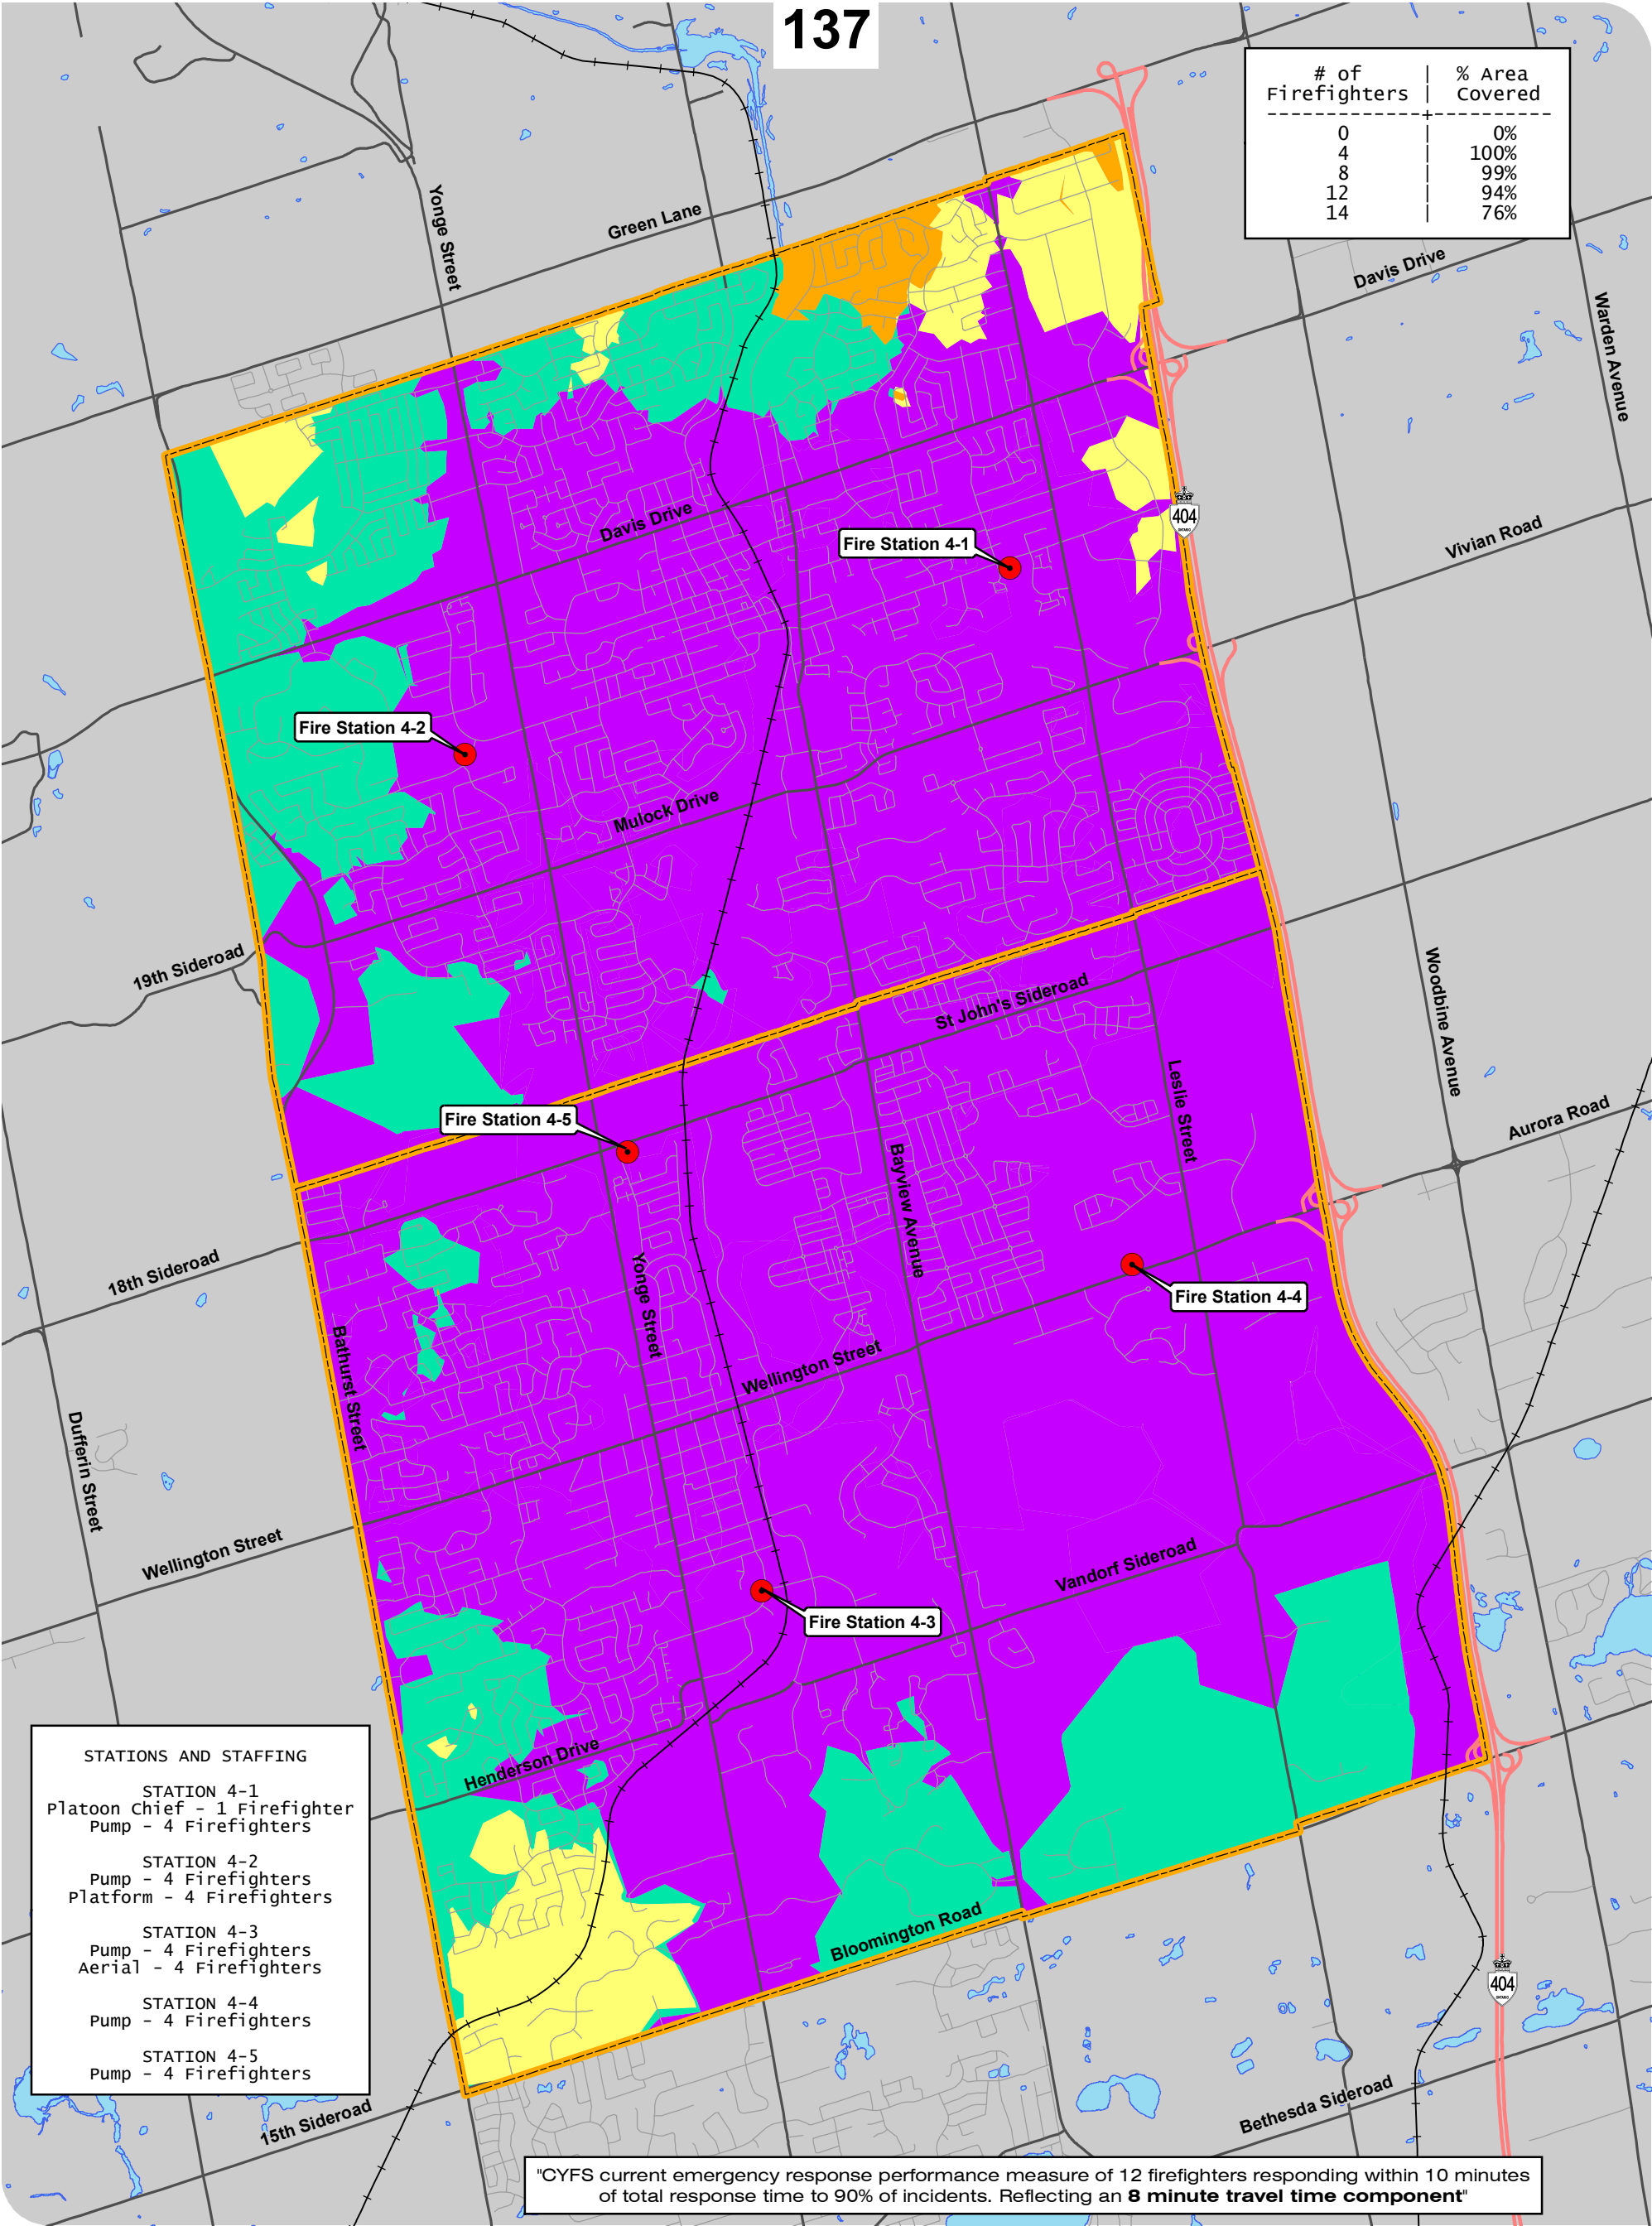 137
# of | % Area
Firefighters | Covered
------------+----------
0 | 0%
4 | 100%
8 | 99%
12 | 94%
14 | 76%
Yonge Street
Green Lane
Davis Drive
Warden Avenue
Davis Drive
404
ONTARIO
Vivian Road
Fire Station 4-1
Fire Station 4-2
Mulock Drive
19th Sideroad
St John's Sideroad
Woodbine Avenue
Leslie Street
Aurora Road
Fire Station 4-5
Bayview Avenue
18th Sideroad
Yonge Street
Fire Station 4-4
Bathurst Street
Wellington Street
Dufferin Street
Wellington Street
Vandorf Sideroad
Fire Station 4-3
Henderson Drive
Bloomington Road
404
ONTARIO
STATIONS AND STAFFING
STATION 4-1
Platoon Chief - 1 Firefighter
Pump - 4 Firefighters
STATION 4-2
Pump - 4 Firefighters
Platform - 4 Firefighters
STATION 4-3
Pump - 4 Firefighters
Aerial - 4 Firefighters
STATION 4-4
Pump - 4 Firefighters
STATION 4-5
Pump - 4 Firefighters
15th Sideroad
Bethesda Sideroad
"CYFS current emergency response performance measure of 12 firefighters responding within 10 minutes
of total response time to 90% of incidents. Reflecting an 8 minute travel time component"